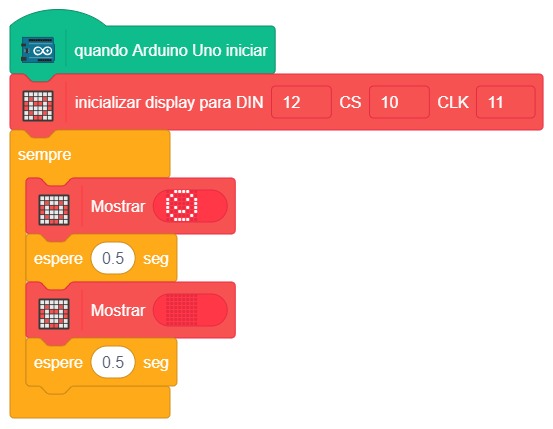 quando Arduino Uno iniciar
inicializar display para DIN 12 CS 10 CLK 11
sempre
Mostrar
espere 0.5 seg
Mostrar
espere 0.5 seg